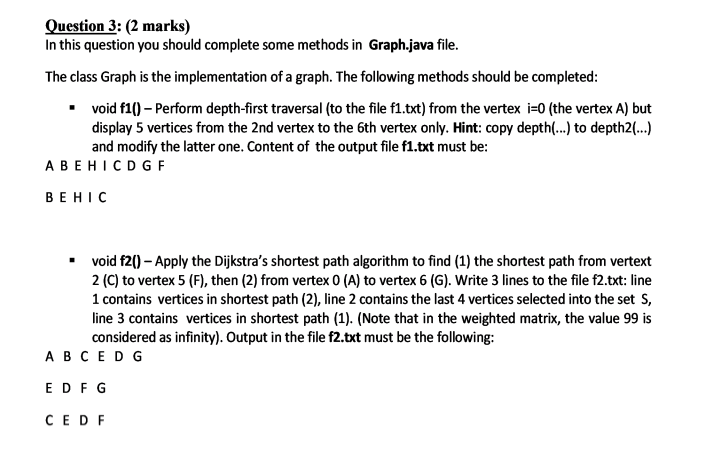 Question 3: (2 marks)
In this question you should complete some methods in Graph.java file.
The class Graph is the implementation of a graph. The following methods should be completed:
▪ void f1() – Perform depth-first traversal (to the file f1.txt) from the vertex i=0 (the vertex A) but
display 5 vertices from the 2nd vertex to the 6th vertex only. Hint: copy depth(...) to depth2(...)
and modify the latter one. Content of the output file f1.txt must be:
A B E H I C D G F
B E H I C
▪ void f2() – Apply the Dijkstra's shortest path algorithm to find (1) the shortest path from vertext
2 (C) to vertex 5 (F), then (2) from vertex 0 (A) to vertex 6 (G). Write 3 lines to the file f2.txt: line
1 contains vertices in shortest path (2), line 2 contains the last 4 vertices selected into the set S,
line 3 contains vertices in shortest path (1). (Note that in the weighted matrix, the value 99 is
considered as infinity). Output in the file f2.txt must be the following:
A B C E D G
E D F G
C E D F